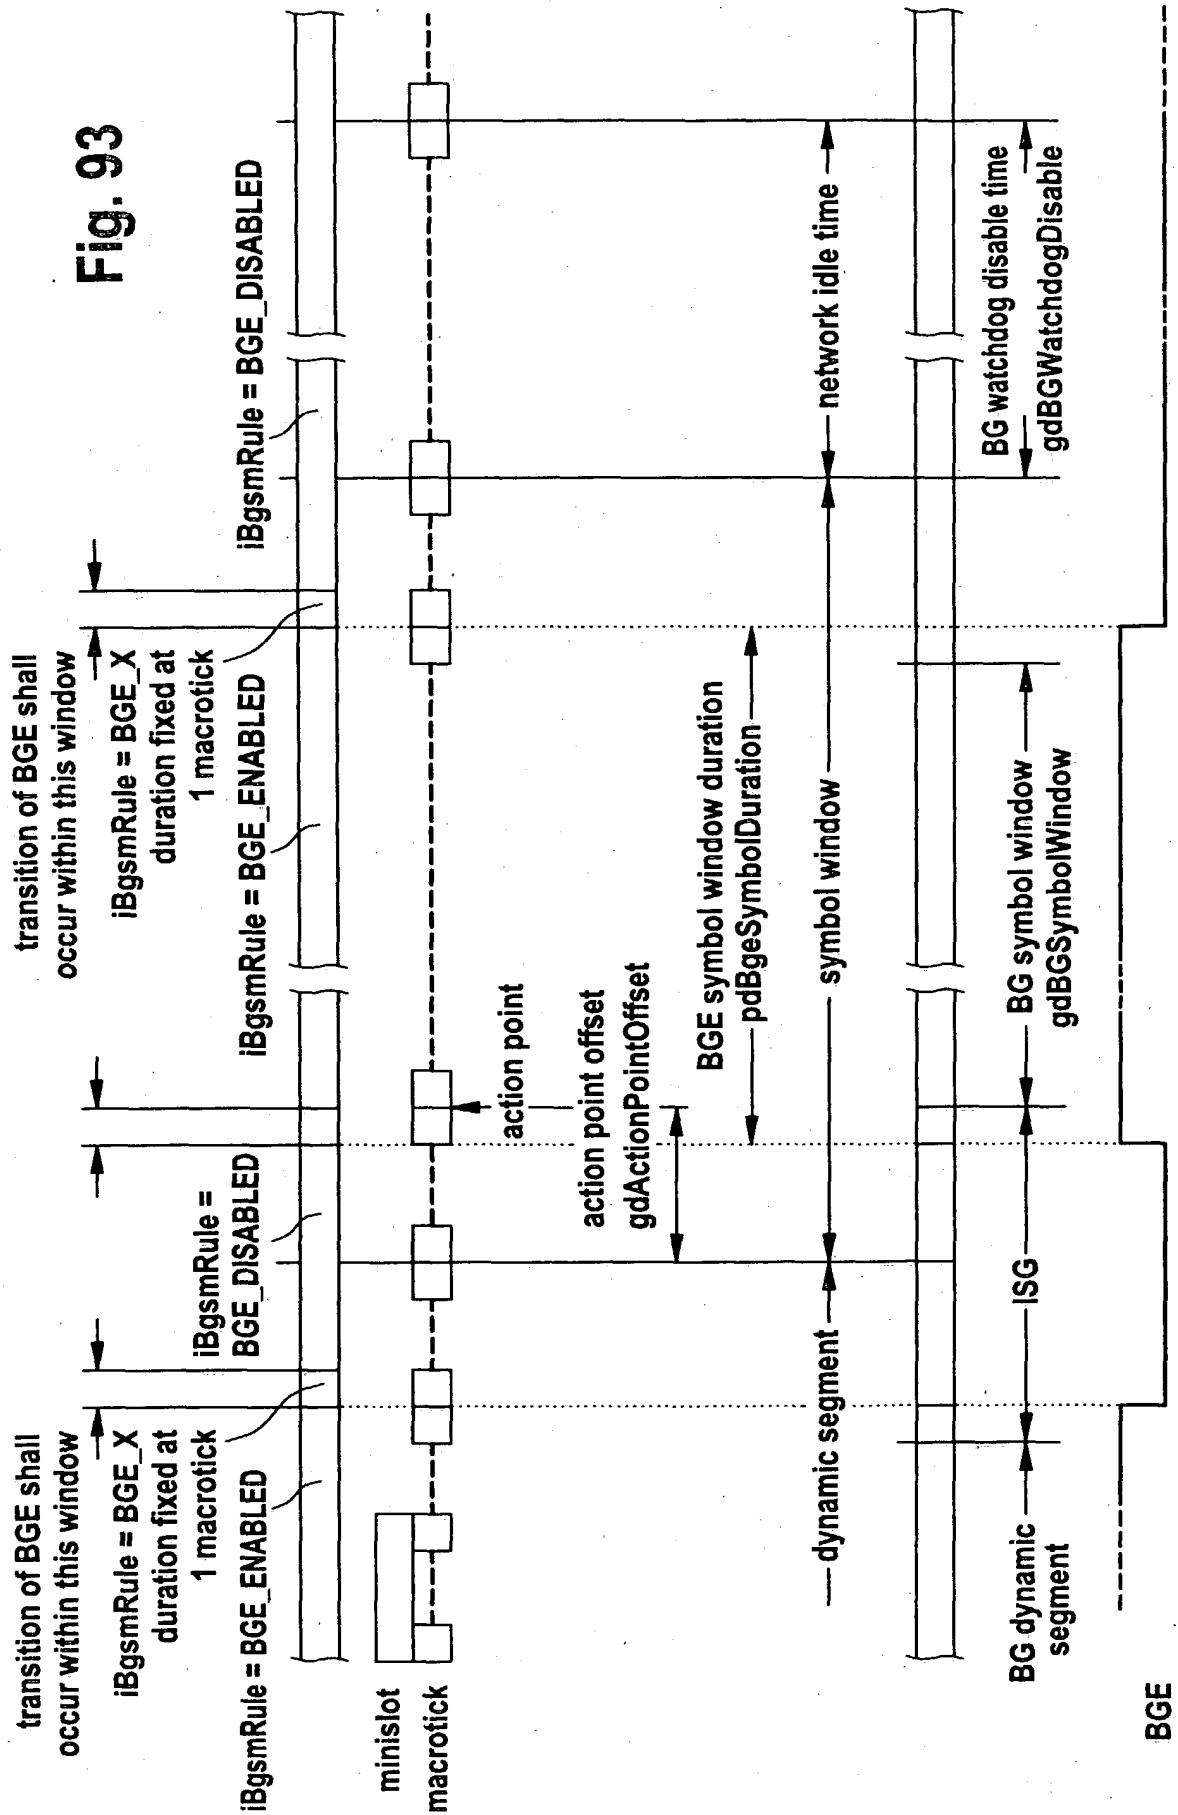 Fig. 93
transition of BGE shall
occur within this window
iBgsmRule = BGE_X
duration fixed at
1 macrotick
iBgsmRule = BGE_ENABLED
iBgsmRule =
BGE_DISABLED
transition of BGE shall
occur within this window
iBgsmRule = BGE_X
duration fixed at
1 macrotick
iBgsmRule = BGE_ENABLED
iBgsmRule = BGE_DISABLED
minislot
macrotick
action point
action point offset
gdActionPointOffset
BGE symbol window duration
pdBgeSymbolDuration
dynamic segment
symbol window
network idle time
BG dynamic
segment
ISG
BG symbol window
gdBGSymbolWindow
BG watchdog disable time
gdBGWatchdogDisable
BGE